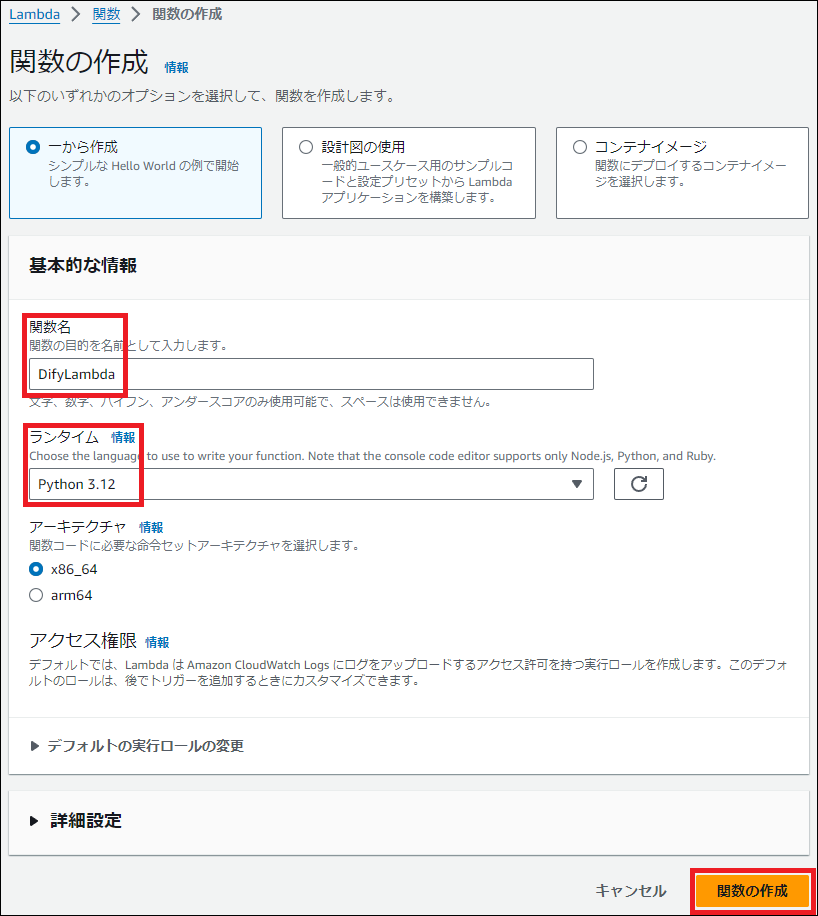 Lambda > 関数 > 関数の作成
関数の作成 情報
以下のいずれかのオプションを選択して、関数を作成します。
一から作成
シンプルな Hello World の例で開始
します。
設計図の使用
一般的ユースケース用のサンプルコ
ードと設定プリセットから Lambda
アプリケーションを構築します。
コンテナイメージ
関数にデプロイするコンテナイメー
ジを選択します。
基本的な情報
関数名
関数の目的を名前として入力します。
DifyLambda
文字、数字、ハイフン、アンダースコアのみ使用可能で、スペースは使用できません。
ランタイム 情報
Choose the language to use to write your function. Note that the console code editor supports only Node.js, Python, and Ruby.
Python 3.12
アーキテクチャ 情報
関数コードに必要な命令セットアーキテクチャを選択します。
x86_64
arm64
アクセス権限 情報
デフォルトでは、Lambda は Amazon CloudWatch Logs にログをアップロードするアクセス許可を持つ実行ロールを作成します。このデフォ
ルトのロールは、後でトリガーを追加するときにカスタマイズできます。
デフォルトの実行ロールの変更
詳細設定
キャンセル
関数の作成